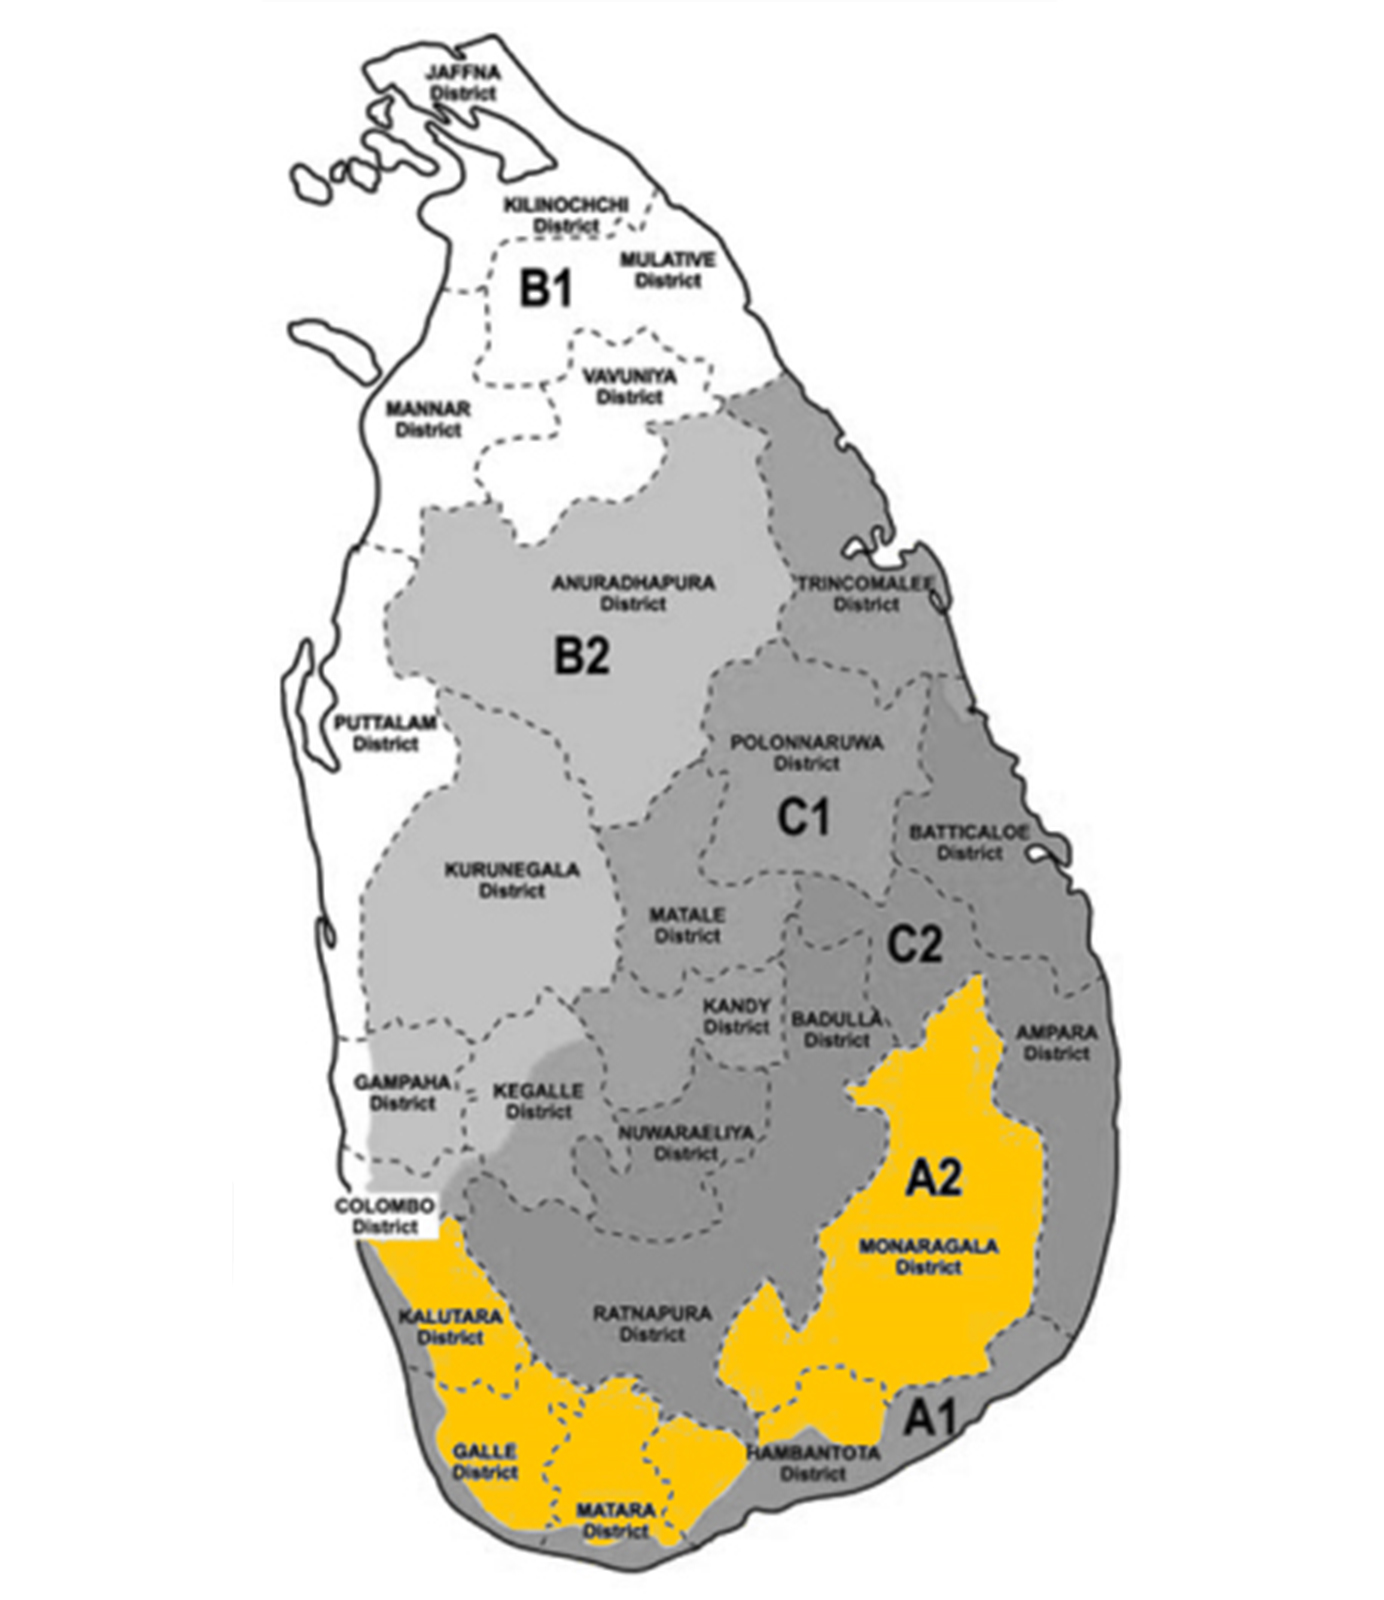 JAFFNA
District
KILINOCHCHI
District
MULATIVE
District
B1
VAVUNIYA
District
MANNAR
District
ANURADHAPURA
District
TRINCOMALEE
District
B2
PUTTALAM
District
POLONNARUWA
District
C1
BATTICALOE
District
KURUNEGALA
District
MATALE
District
C2
KANDY
District
BADULLA
District
AMPARA
District
GAMPAHA
District
KEGALLE
District
NUWARAELIYA
District
A2
COLOMBO
District
MONARAGALA
District
KALUTARA
District
RATNAPURA
District
A1
GALLE
District
HAMBANTOTA
District
MATARA
District